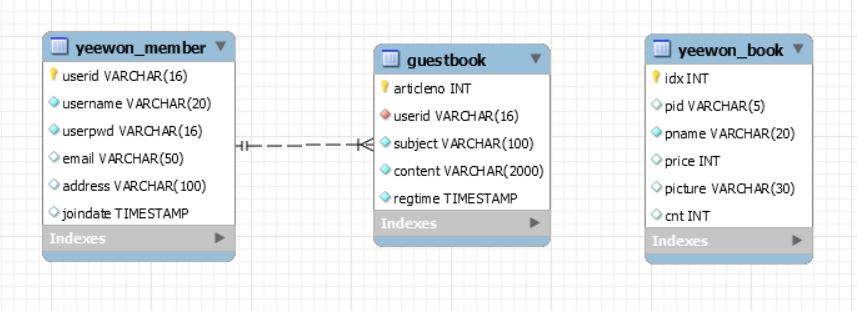 yeewon_member
userid VARCHAR(16)
username VARCHAR(20)
userpwd VARCHAR(16)
email VARCHAR(50)
address VARCHAR(100)
joindate TIMESTAMP
Indexes
guestbook
articleno INT
userid VARCHAR(16)
subject VARCHAR(100)
content VARCHAR(2000)
regtime TIMESTAMP
Indexes
yeewon_book
idx INT
pid VARCHAR(5)
pname VARCHAR(20)
price INT
picture VARCHAR(30)
cnt INT
Indexes